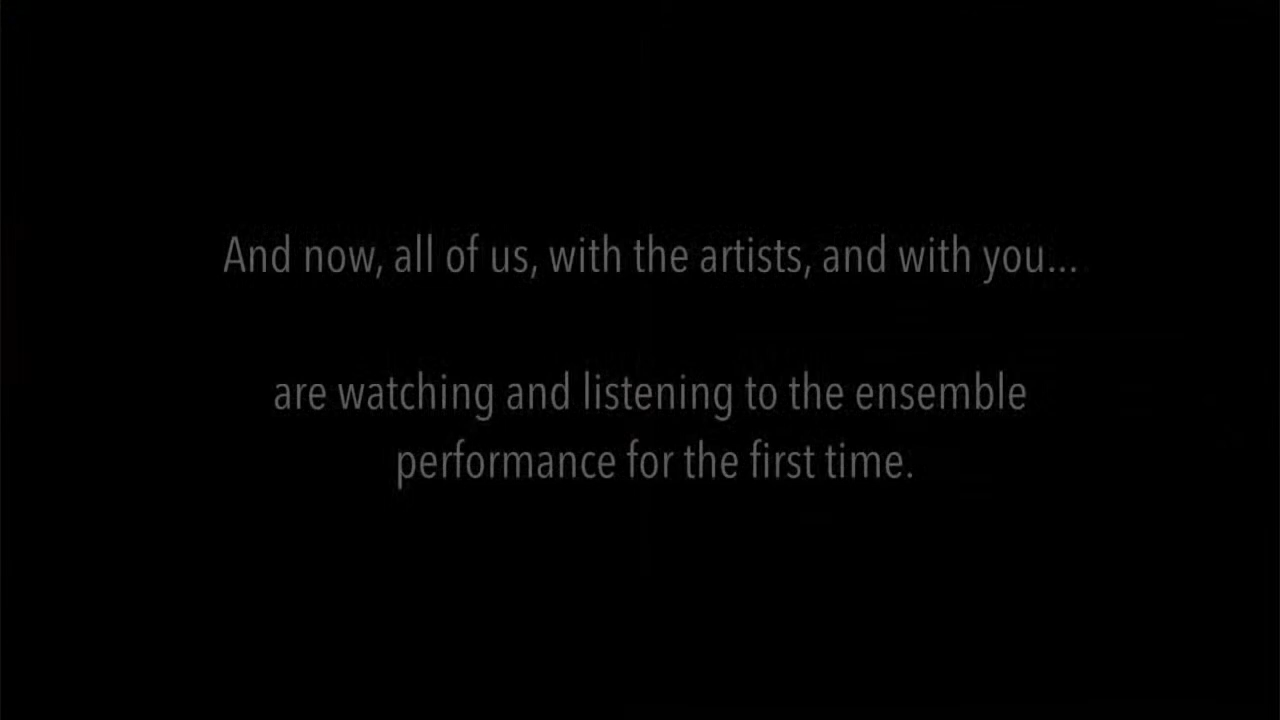 And now, all of us, with the artists, and with you...
are watching and listening to the ensemble
performance for the first time.